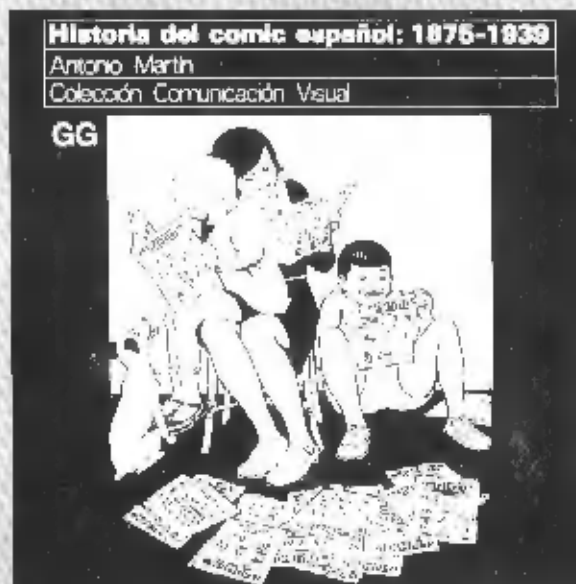 Historia del comic español: 1875-1939
Antonio Martín
Colección Comunicación Visual
GG